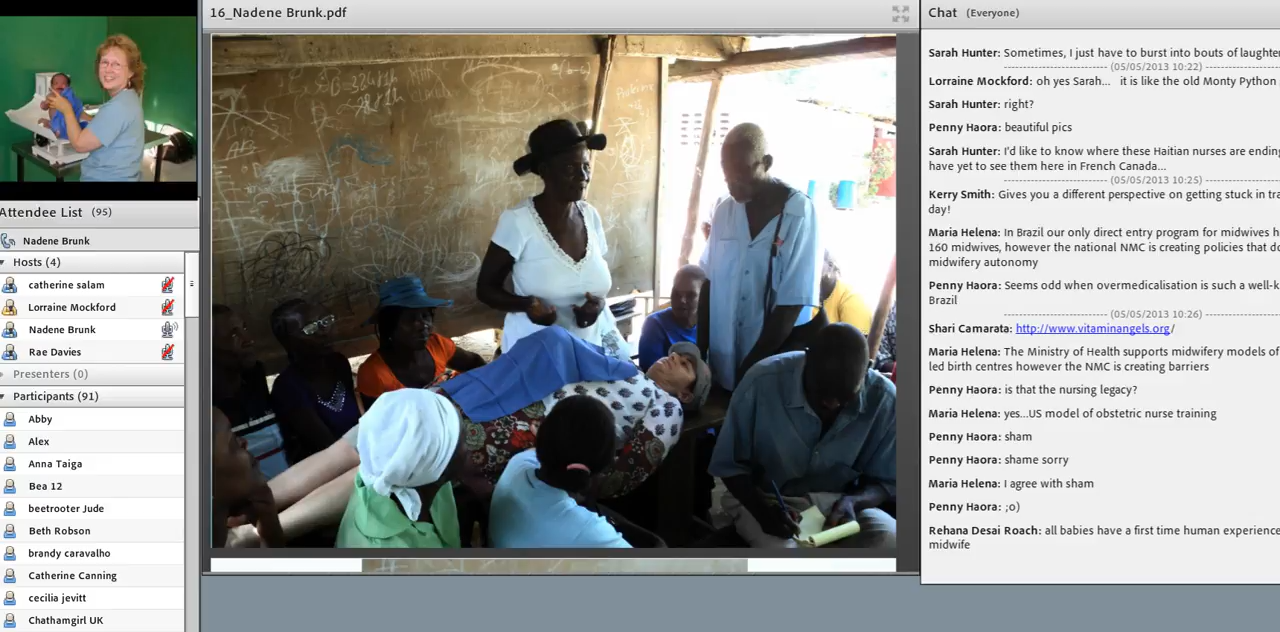 16_Nadene Brunk.pdf
Attendee List (95)
Nadene Brunk
Hosts (4)
catherine salam
Lorraine Mockford
Nadene Brunk
Rae Davies
Presenters (0)
Participants (91)
Abby
Alex
Anna Taiga
Bea 12
beetrooter Jude
Beth Robson
brandy caravalho
Catherine Canning
cecilia jevitt
Chathamgirl UK
Chat (Everyone)
Sarah Hunter: Sometimes, I just have to burst into bouts of laughte
(05/05/2013 10:22)
Lorraine Mockford: oh yes Sarah... it is like the old Monty Python
Sarah Hunter: right?
Penny Haora: beautiful pics
Sarah Hunter: I'd like to know where these Haitian nurses are ending
have yet to see them here in French Canada...
(05/05/2013 10:25)
Kerry Smith: Gives you a different perspective on getting stuck in tra
day!
Maria Helena: In Brazil our only direct entry program for midwives h
160 midwives, however the national NMC is creating policies that do
midwifery autonomy
Penny Haora: Seems odd when overmedicalisation is such a well-k
Brazil
(05/05/2013 10:26)
Shari Camarata: http://www.vitaminangels.org/
Maria Helena: The Ministry of Health supports midwifery models of
led birth centres however the NMC is creating barriers
Penny Haora: is that the nursing legacy?
Maria Helena: yes...US model of obstetric nurse training
Penny Haora: sham
Penny Haora: shame sorry
Maria Helena: I agree with sham
Penny Haora: ;o)
Rehana Desai Roach: all babies have a first time human experience
midwife